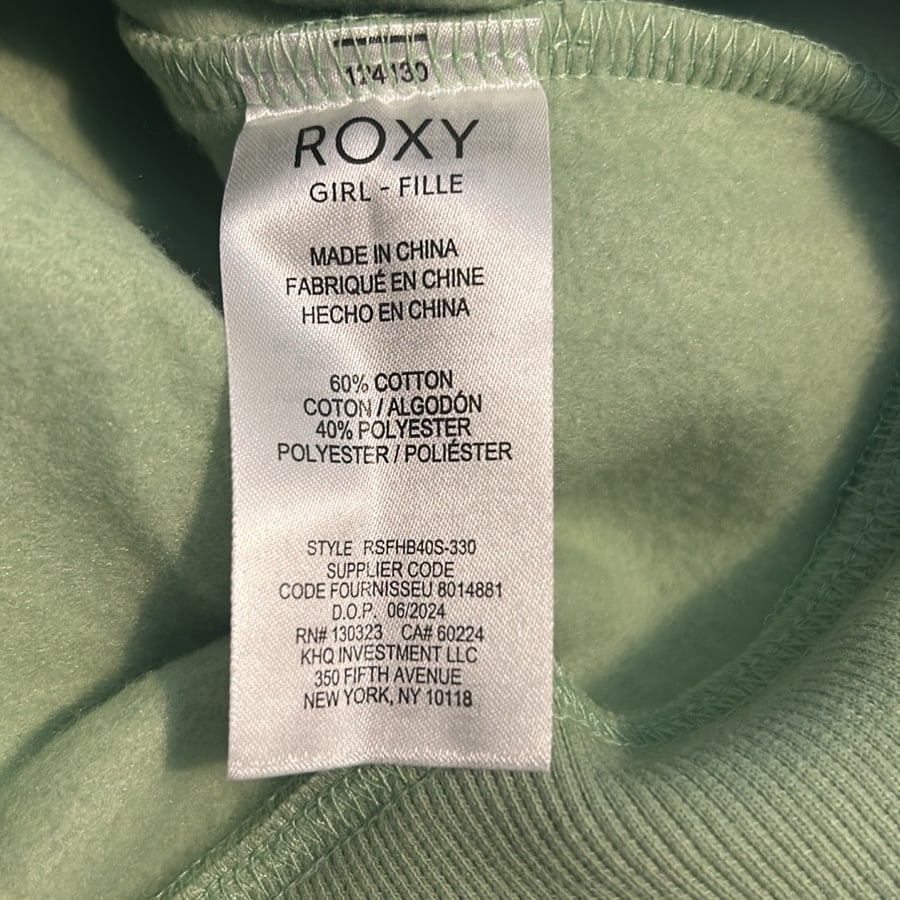 ROXY
GIRL - FILLE
MADE IN CHINA
FABRIQUÉ EN CHINE
HECHO EN CHINA
60% COTTON
COTON / ALGODÓN
40% POLYESTER
POLYESTER / POLIÉSTER
STYLE RSFHB40S-330
SUPPLIER CODE
CODE FOURNISSEU 8014881
D.O.P. 06/2024
RN# 130323 CA# 60224
KHQ INVESTMENT LLC
350 FIFTH AVENUE
NEW YORK, NY 10118